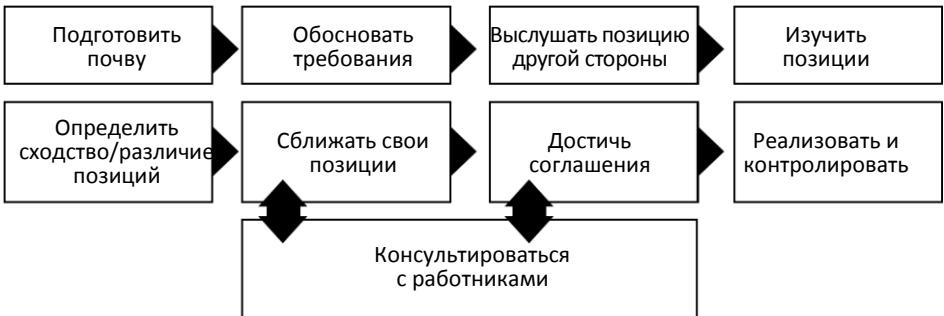 Подготовить
почву
Обосновать
требования
Выслушать позицию
другой стороны
Изучить
позиции
Определить
сходство/различие
позиций
Сближать свои
позиции
Достичь
соглашения
Реализовать и
контролировать
Консультироваться
с работниками